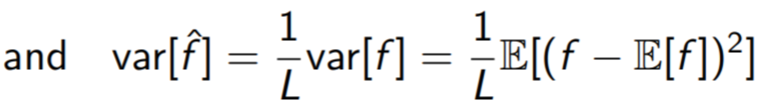 and var[f̂] = 1/L var[f] = 1/L 𝔼[(f − 𝔼[f])²]